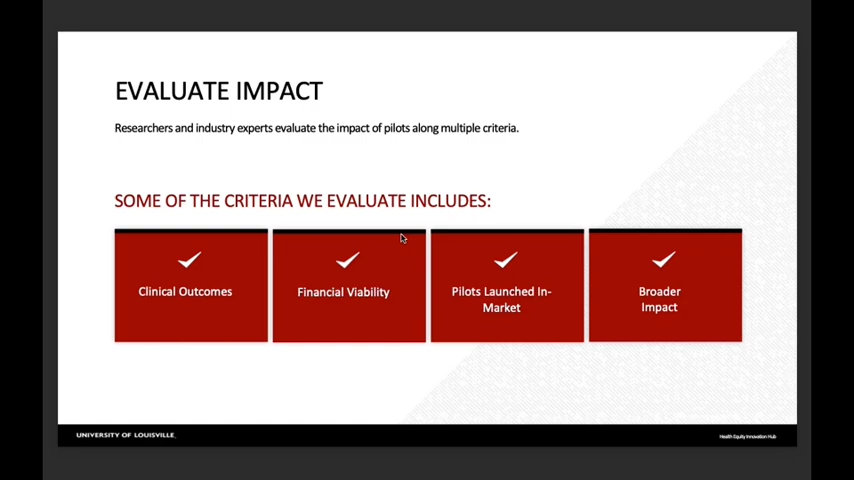 EVALUATE IMPACT
Researchers and industry experts evaluate the impact of pilots along multiple criteria.
SOME OF THE CRITERIA WE EVALUATE INCLUDES:
Clinical Outcomes
Financial Viability
Pilots Launched In-
Market
Broader
Impact
UNIVERSITY OF LOUISVILLE.
Health Equity Innovation Hub